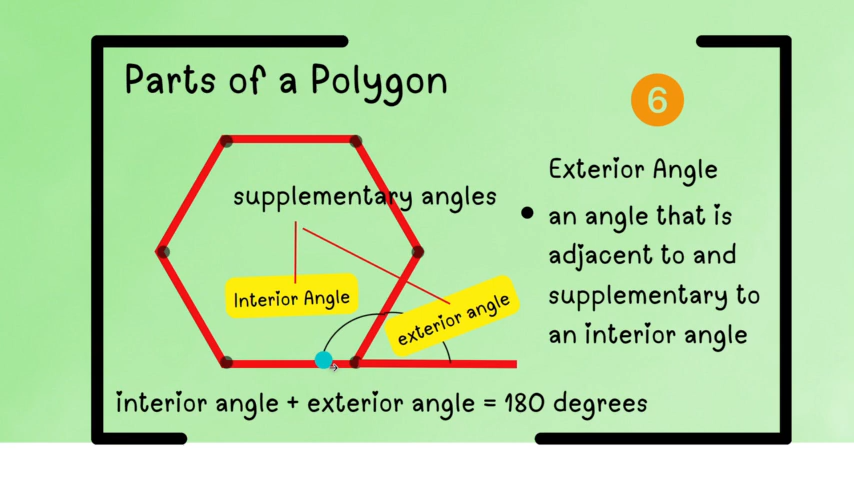 Parts of a Polygon
6
supplementary angles
Interior Angle
exterior angle
Exterior Angle
an angle that is
adjacent to and
supplementary to
an interior angle
interior angle + exterior angle = 180 degrees